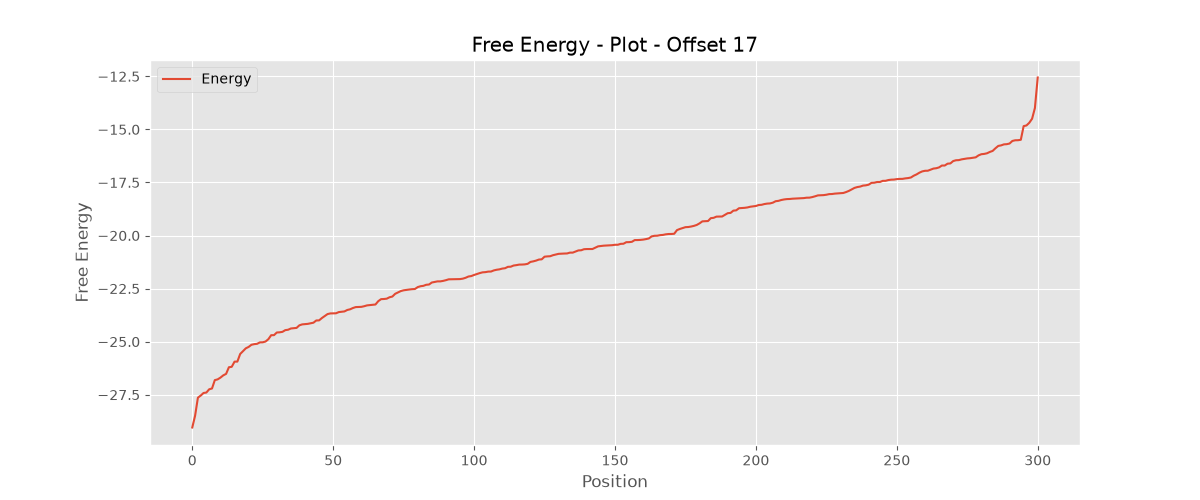 Free Energy - Plot - Offset 17
Energy
−12.5
−15.0
−17.5
−20.0
−22.5
−25.0
−27.5
Free Energy
0 50 100 150 200 250 300
Position